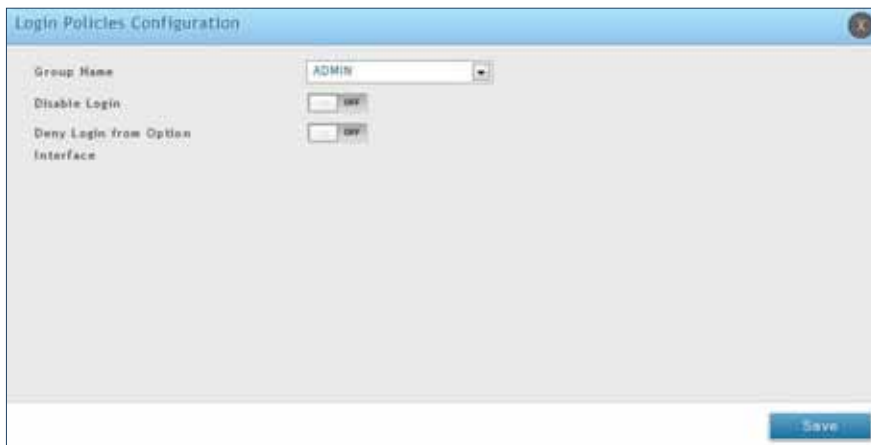 Login Policies Configuration
X
Group Name
ADMIN
Disable Login
OFF
Deny Login from Option
OFF
Interface
Save